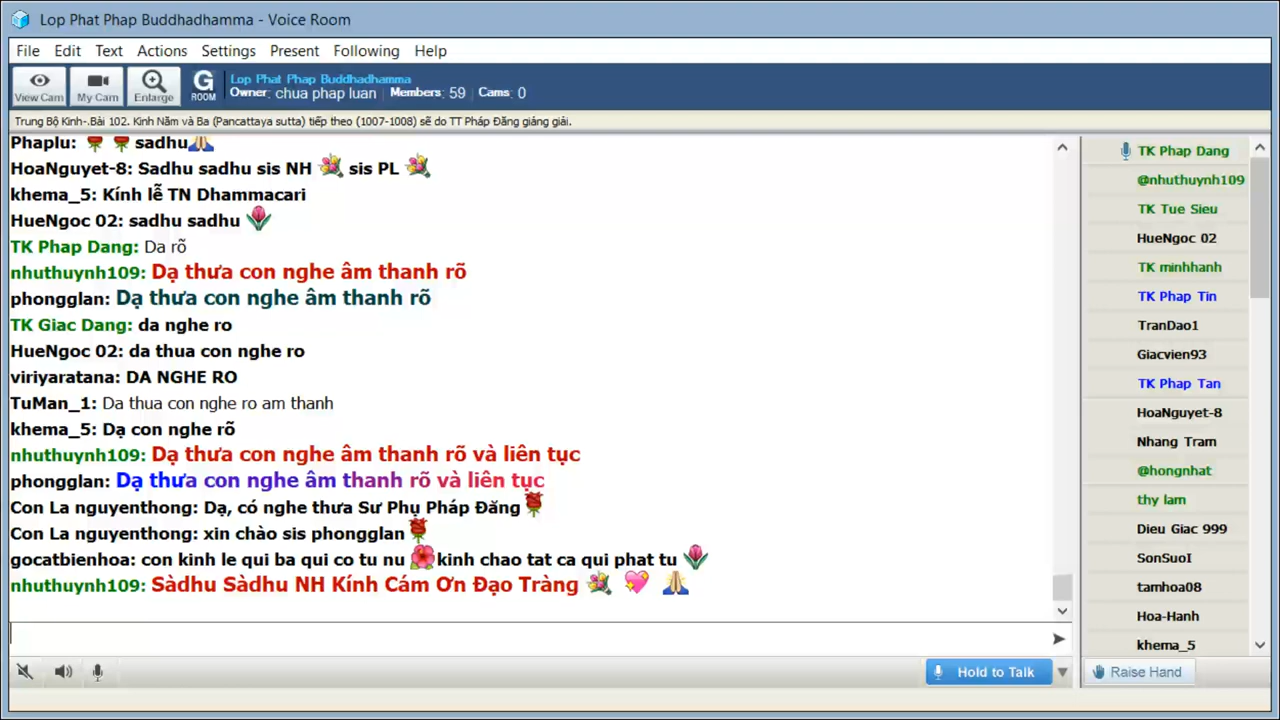 Lop Phat Phap Buddhadhamma - Voice Room
File Edit Text Actions Settings Present Following Help
View Cam My Cam Enlarge G ROOM
Lop Phat Phap Buddhadhamma
Owner: chua phap luan Members: 59 Cams: 0
Trung Bộ Kinh-.Bài 102. Kinh Năm và Ba (Pancattaya sutta) tiếp theo (1007-1008) sẽ do TT Pháp Đăng giảng giải.
Phaplu: sadhu
HoaNguyet-8: Sadhu sadhu sis NH sis PL
khema_5: Kính lễ TN Dhammacari
HueNgoc 02: sadhu sadhu
TK Phap Dang: Da rõ
nhuthuynh109: Dạ thưa con nghe âm thanh rõ
phongglan: Dạ thưa con nghe âm thanh rõ
TK Giac Dang: da nghe ro
HueNgoc 02: da thua con nghe ro
viriyaratana: DA NGHE RO
TuMan_1: Da thua con nghe ro am thanh
khema_5: Dạ con nghe rõ
nhuthuynh109: Dạ thưa con nghe âm thanh rõ và liên tục
phongglan: Dạ thưa con nghe âm thanh rõ và liên tục
Con La nguyenthong: Dạ, có nghe thưa Sư Phụ Pháp Đăng
Con La nguyenthong: xin chào sis phongglan
gocatbienhoa: con kinh le qui ba qui co tu nu kinh chao tat ca qui phat tu
nhuthuynh109: Sàdhu Sàdhu NH Kính Cám Ơn Đạo Tràng
Hold to Talk
TK Phap Dang
@nhuthuynh109
TK Tue Sieu
HueNgoc 02
TK minhhanh
TK Phap Tin
TranDao1
Giacvien93
TK Phap Tan
HoaNguyet-8
Nhang Tram
@hongnhat
thy lam
Dieu Giac 999
SonSuoI
tamhoa08
Hoa-Hanh
khema_5
Raise Hand